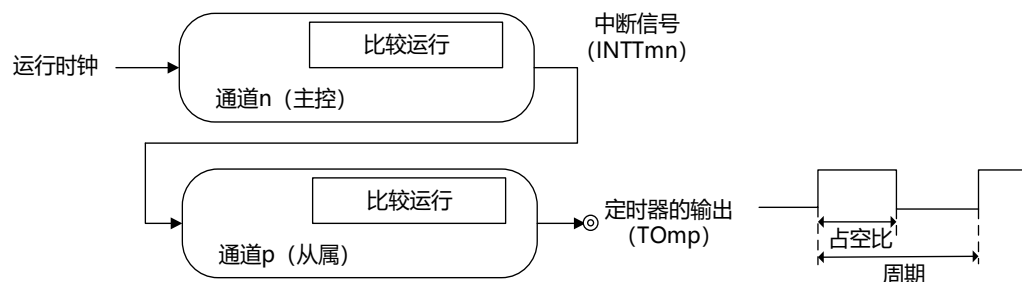 比较运行
中断信号
(INTTmn)
运行时钟
通道n（主控）
比较运行
定时器的输出
(TOmp)
通道p（从属）
占空比
周期